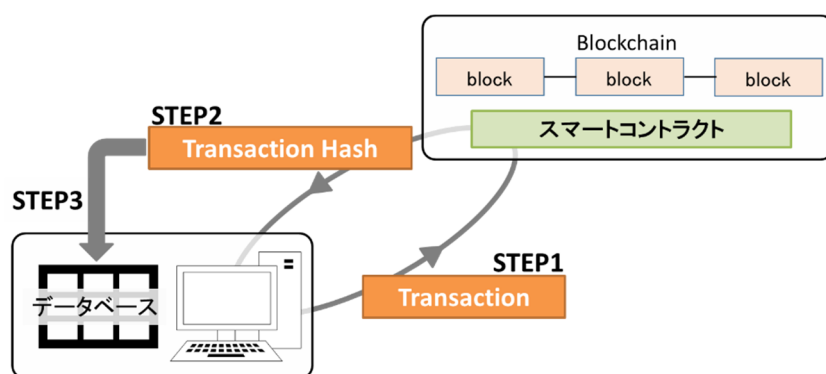 Blockchain
block
block
block
スマートコントラクト
STEP2
Transaction Hash
STEP3
データベース
STEP1
Transaction